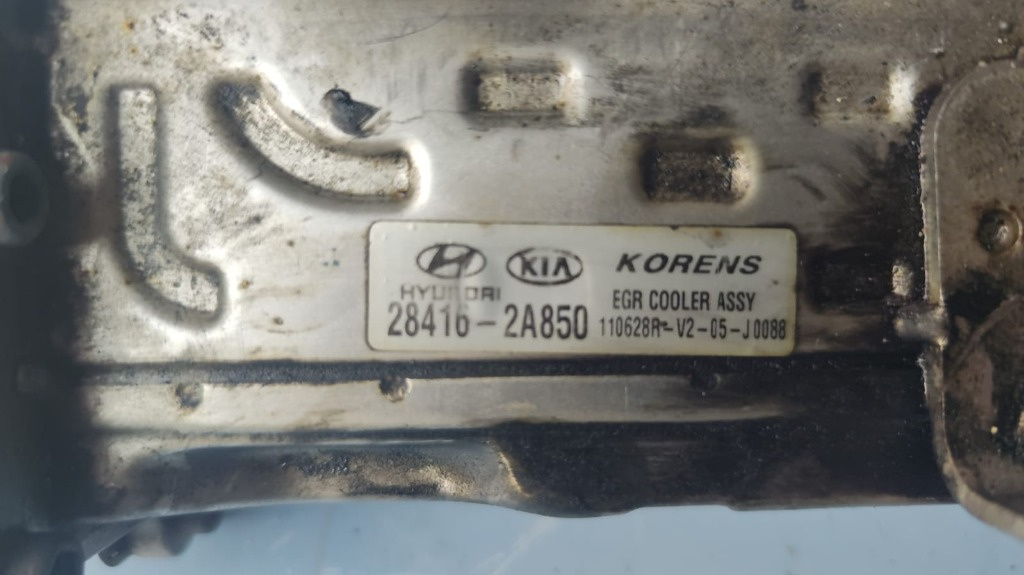 HYUNDAI KIA KORENS
28416-2A850 EGR COOLER ASSY
110628R-V2-05-J0088